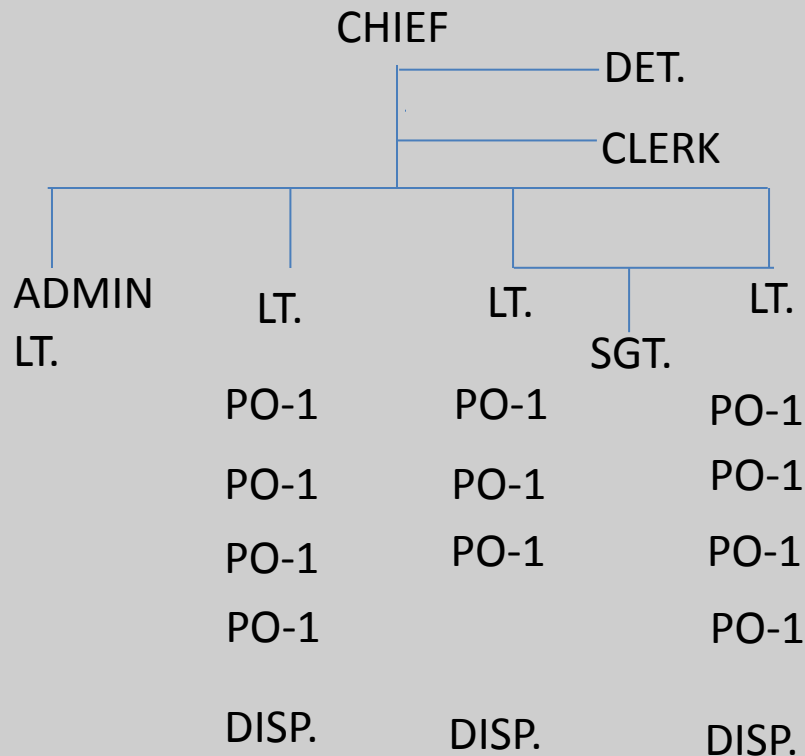 CHIEF
DET.
CLERK
ADMIN
LT.
LT.
LT.
LT.
SGT.
PO-1
PO-1
PO-1
PO-1
PO-1
PO-1
PO-1
PO-1
PO-1
PO-1
PO-1
DISP.
DISP.
DISP.